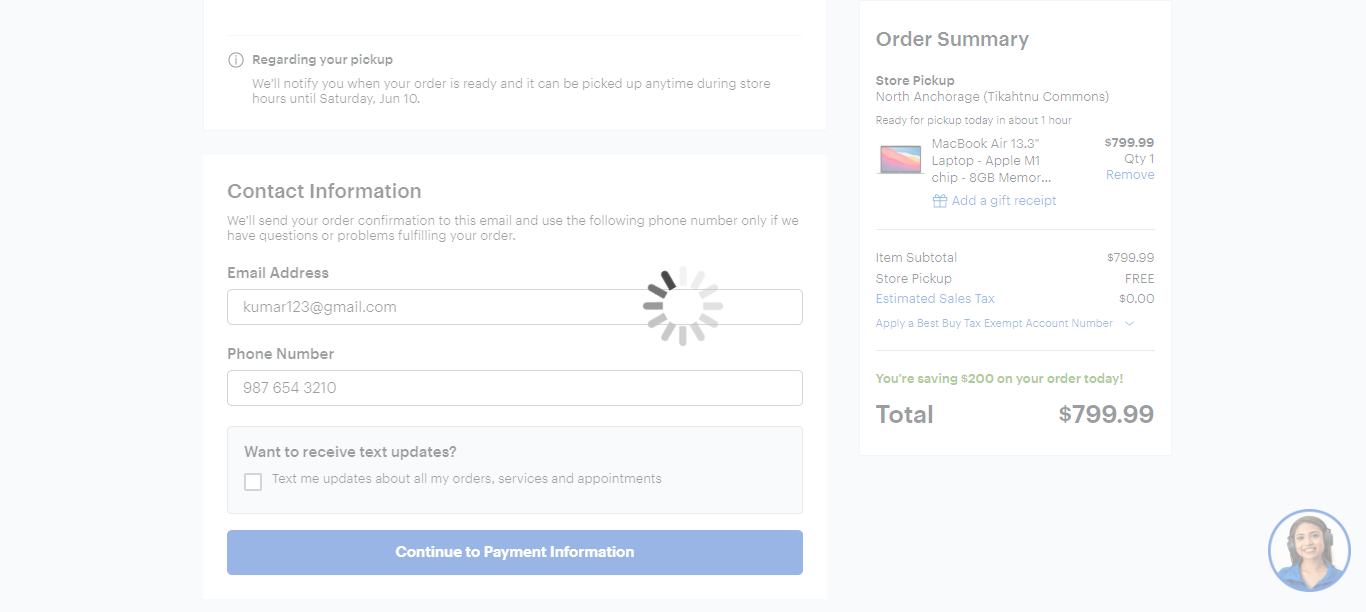 Regarding your pickup
We'll notify you when your order is ready and it can be picked up anytime during store
hours until Saturday, Jun 10.
Contact Information
We'll send your order confirmation to this email and use the following phone number only if we
have questions or problems fulfilling your order.
Email Address
kumar123@gmail.com
Phone Number
987 654 3210
Want to receive text updates?
Text me updates about all my orders, services and appointments
Continue to Payment Information
Order Summary
Store Pickup
North Anchorage (Tikahtnu Commons)
Ready for pickup today in about 1 hour
MacBook Air 13.3" $799.99
Laptop - Apple M1 Qty 1
chip - 8GB Memor... Remove
Add a gift receipt
Item Subtotal $799.99
Store Pickup FREE
Estimated Sales Tax $0.00
Apply a Best Buy Tax Exempt Account Number
You're saving $200 on your order today!
Total $799.99